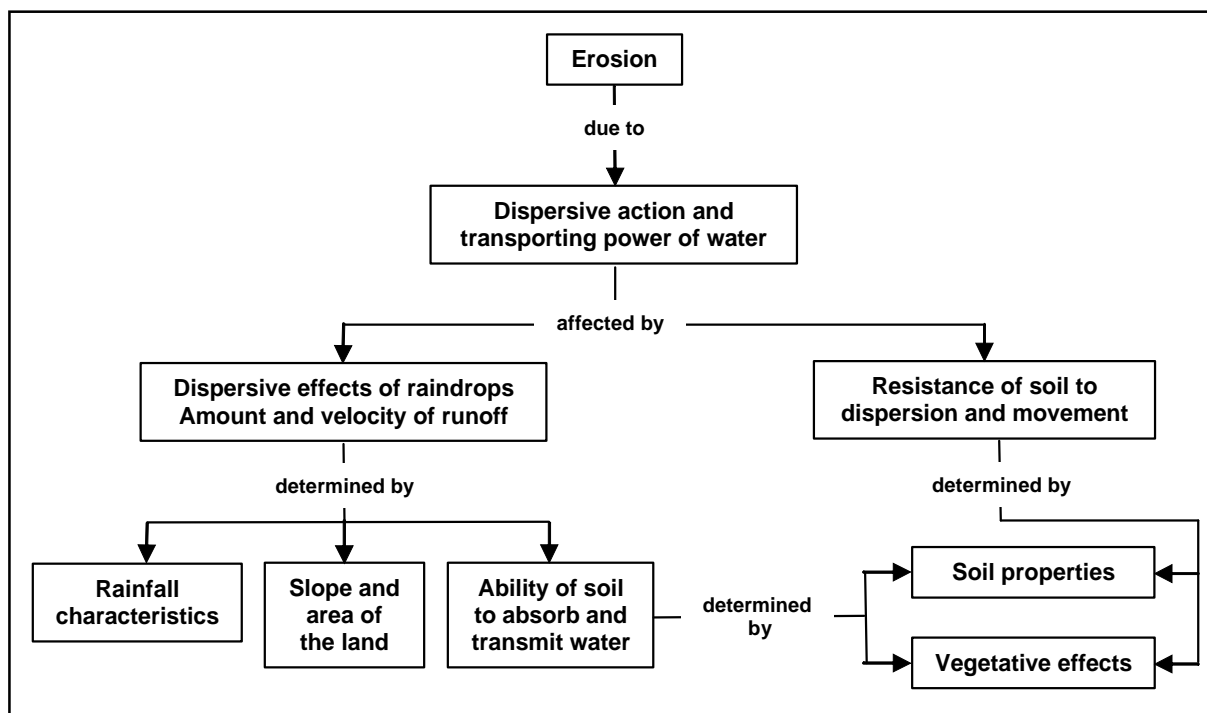 Erosion
due to
Dispersive action and
transporting power of water
affected by
Dispersive effects of raindrops
Amount and velocity of runoff
Resistance of soil to
dispersion and movement
determined by
determined by
Rainfall
characteristics
Slope and
area of
the land
Ability of soil
to absorb and
transmit water
determined
by
Soil properties
Vegetative effects